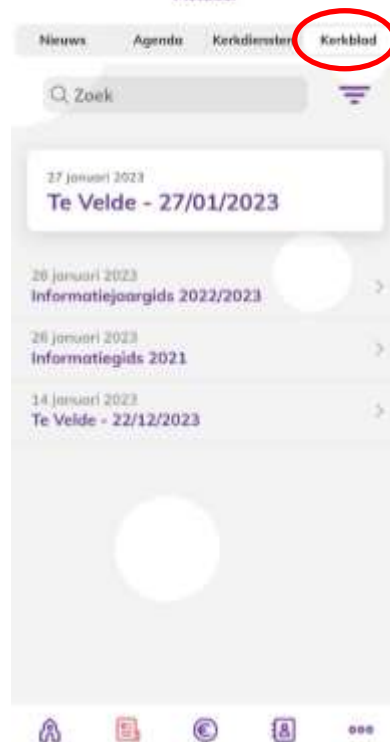 Nieuws Agenda Kerkdiensten Kerkblad
Zoek
27 januari 2023
Te Velde - 27/01/2023
26 januari 2023
Informatiejaargids 2022/2023
26 januari 2023
Informatiegids 2021
14 januari 2023
Te Velde - 22/12/2023